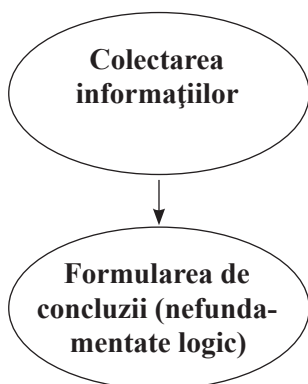 Colectarea
informaţiilor
Formularea de
concluzii (nefunda-
mentate logic)